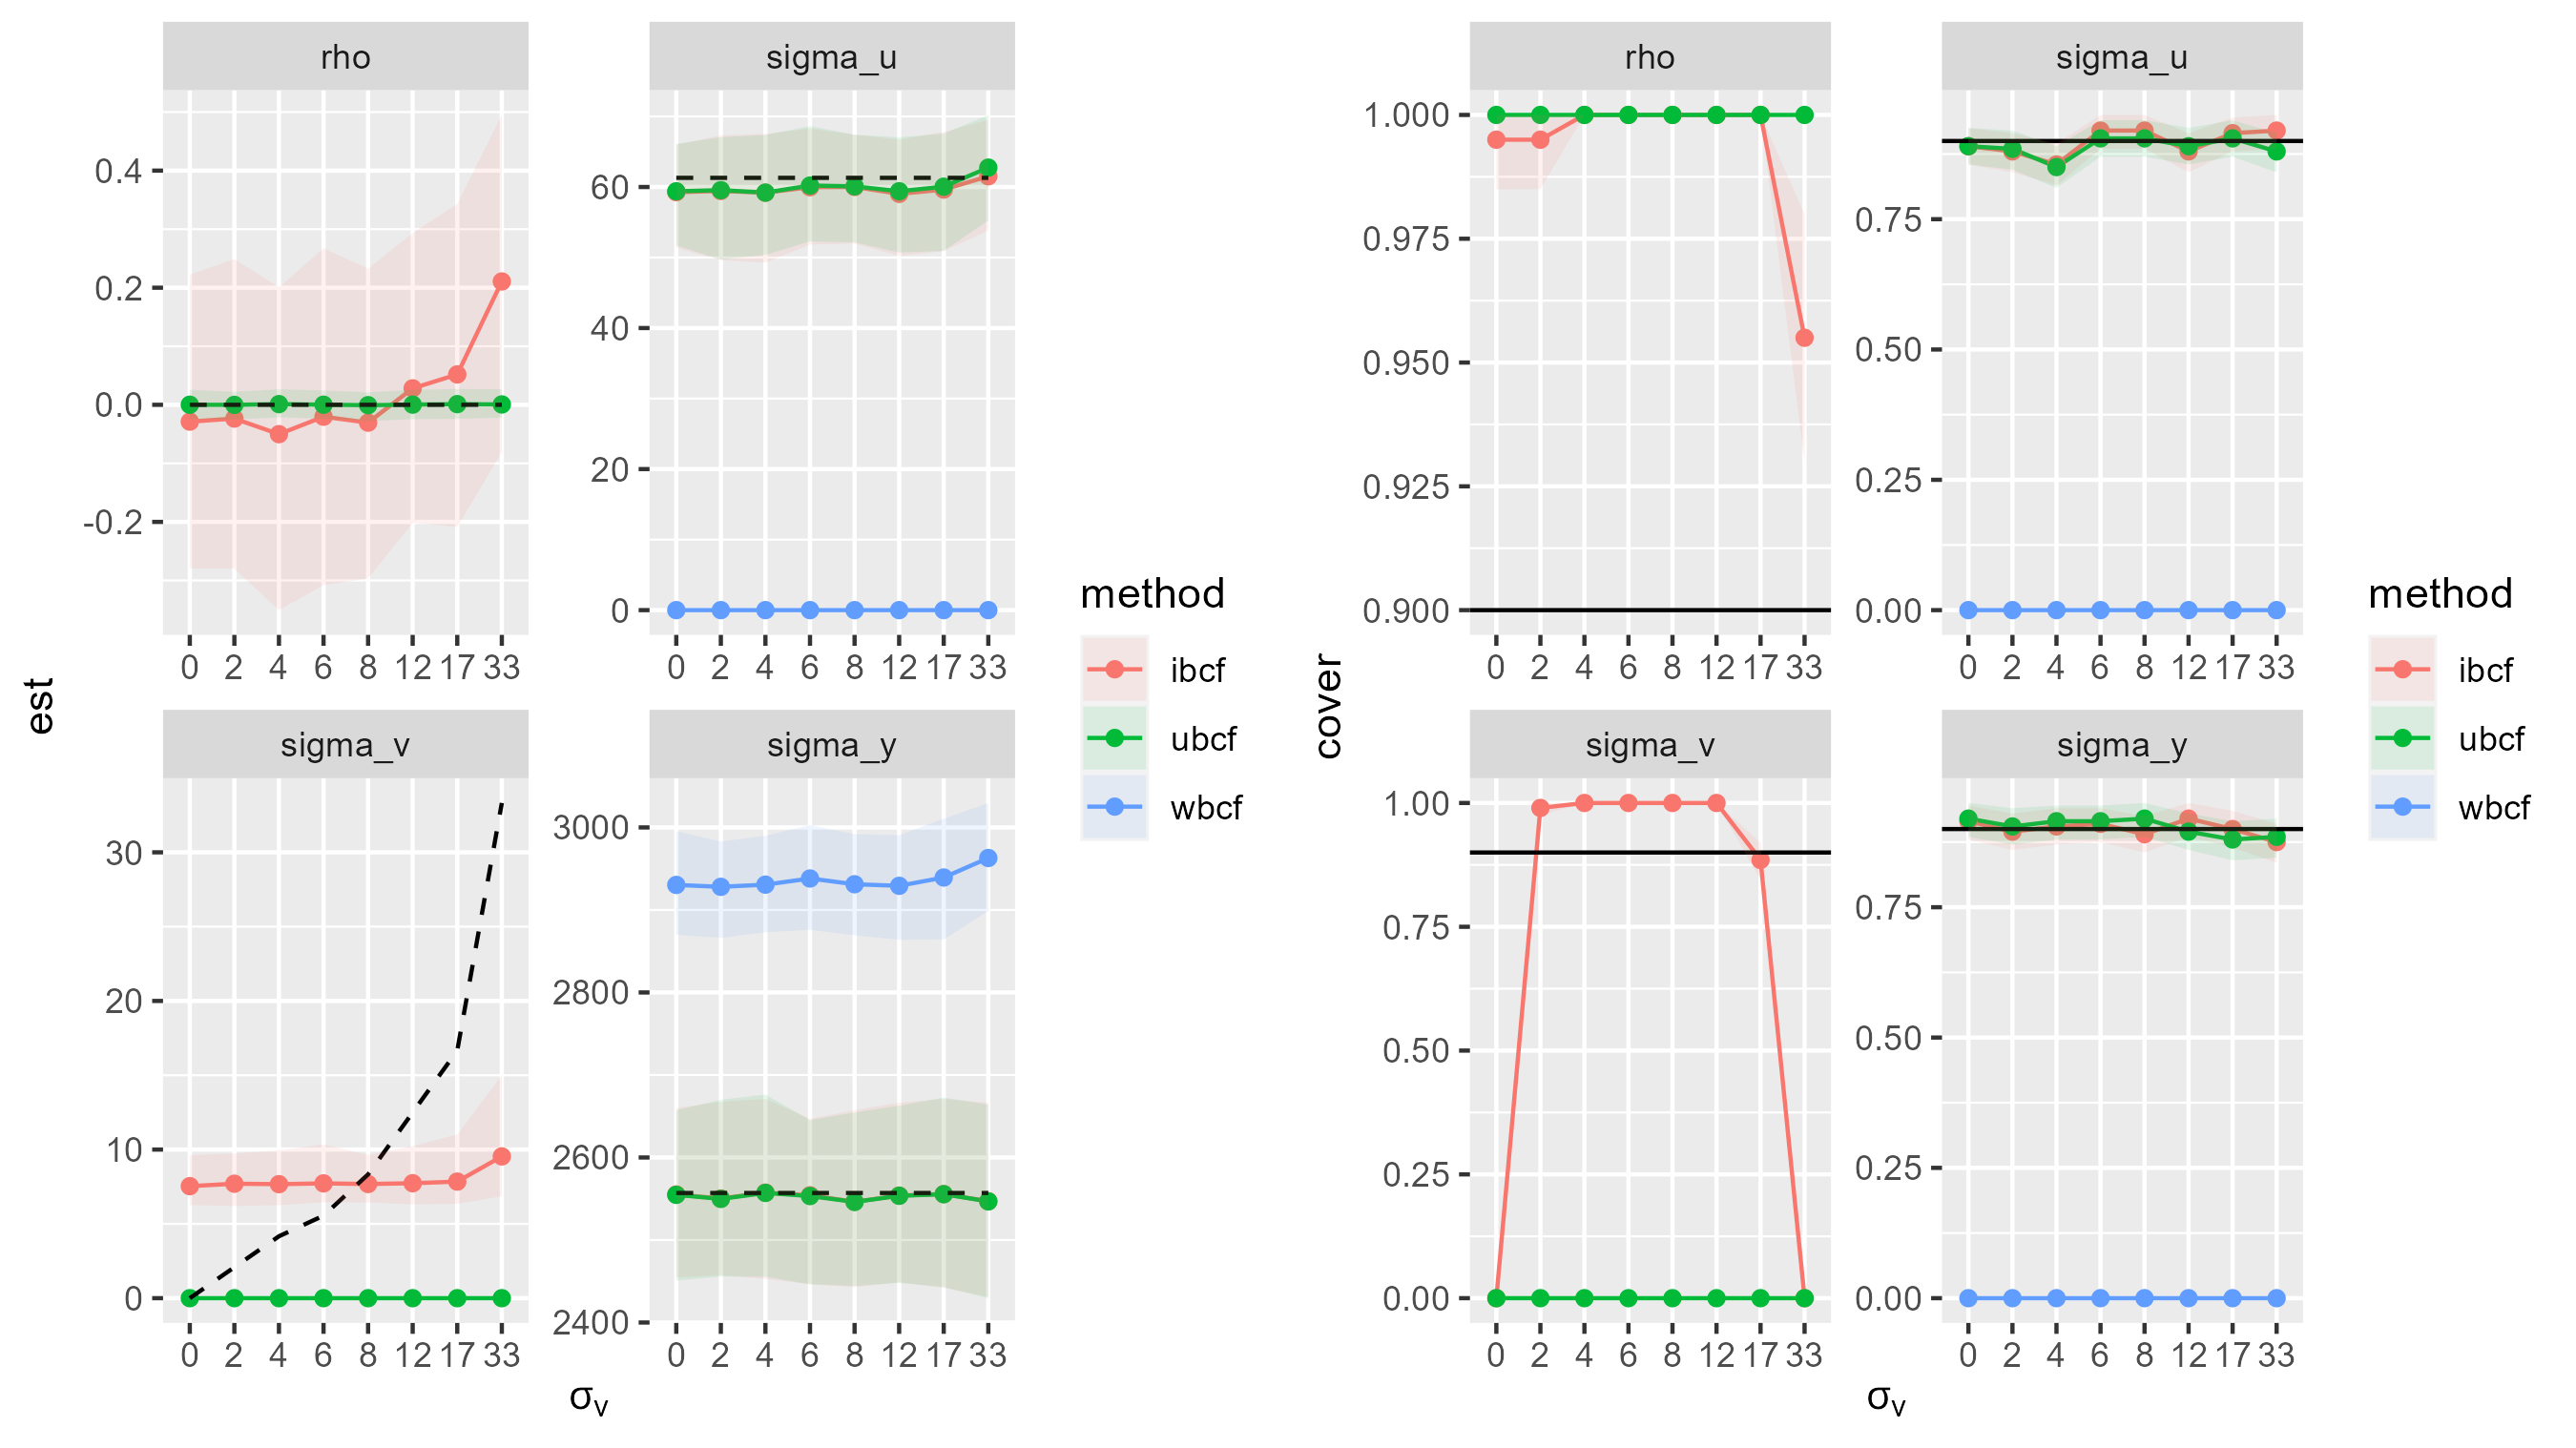 rho
sigma_u
0.4
0.2
0.0
-0.2
60
40
20
0
0 2 4 6 8 12 17 33
0 2 4 6 8 12 17 33
sigma_v
sigma_y
30
20
10
0
3000
2800
2600
2400
0 2 4 6 8 12 17 33
0 2 4 6 8 12 17 33
est
σv
method
ibcf
ubcf
wbcf
rho
sigma_u
1.000
0.975
0.950
0.925
0.900
0.75
0.50
0.25
0.00
0 2 4 6 8 12 17 33
0 2 4 6 8 12 17 33
sigma_v
sigma_y
1.00
0.75
0.50
0.25
0.00
0.75
0.50
0.25
0.00
0 2 4 6 8 12 17 33
0 2 4 6 8 12 17 33
cover
σv
method
ibcf
ubcf
wbcf